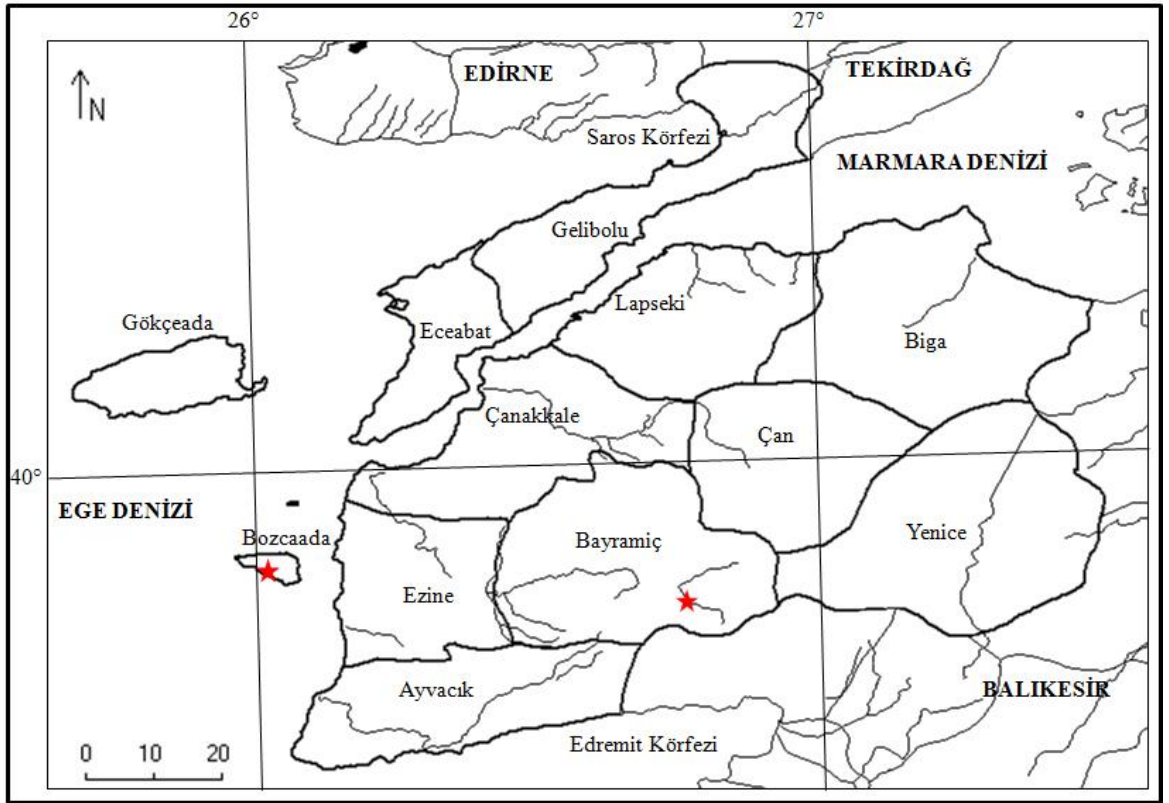 26°
27°
N
EDİRNE
TEKİRDAĞ
Saros Körfezi
MARMARA DENİZİ
Gelibolu
Lapseki
Gökçeada
Eceabat
Biga
Çanakkale
Çan
40°
EGE DENİZİ
Bozcaada
Bayramiç
Yenice
Ezine
Ayvacık
BALIKESİR
Edremit Körfezi
0 10 20